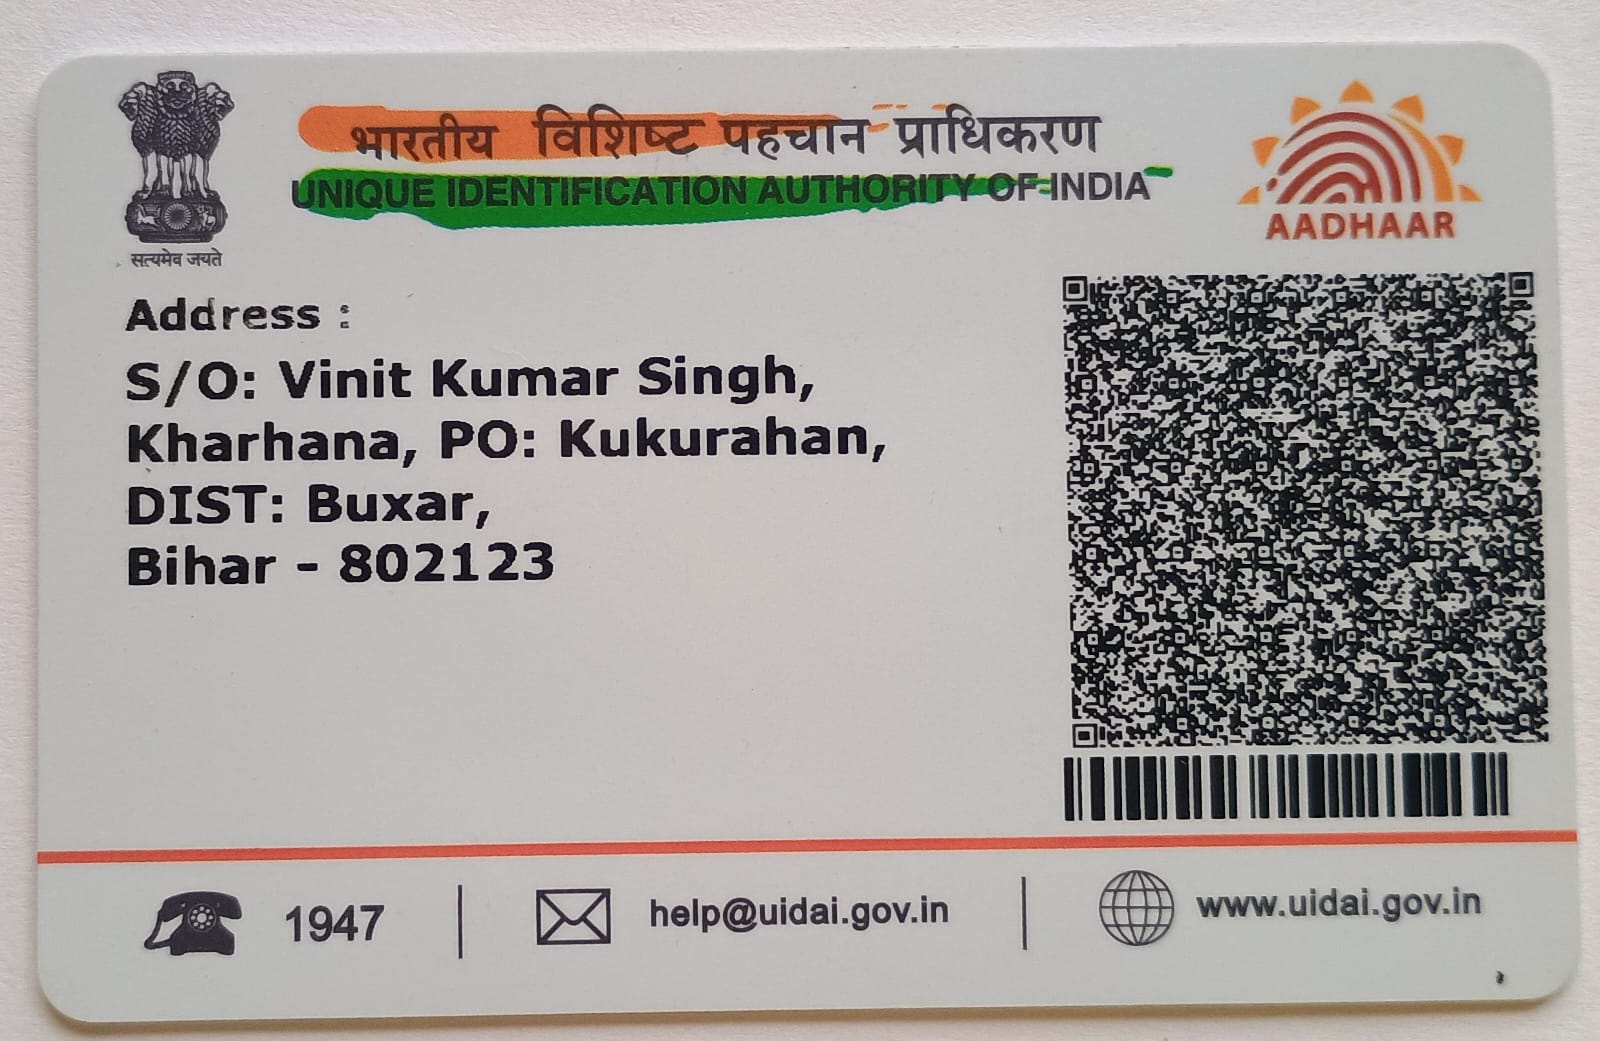 भारतीय विशिष्ट पहचान प्राधिकरण
UNIQUE IDENTIFICATION AUTHORITY OF INDIA
AADHAAR
सत्यमेव जयते
Address :
S/O: Vinit Kumar Singh,
Kharhana, PO: Kukurahan,
DIST: Buxar,
Bihar - 802123
1947
help@uidai.gov.in
www.uidai.gov.in